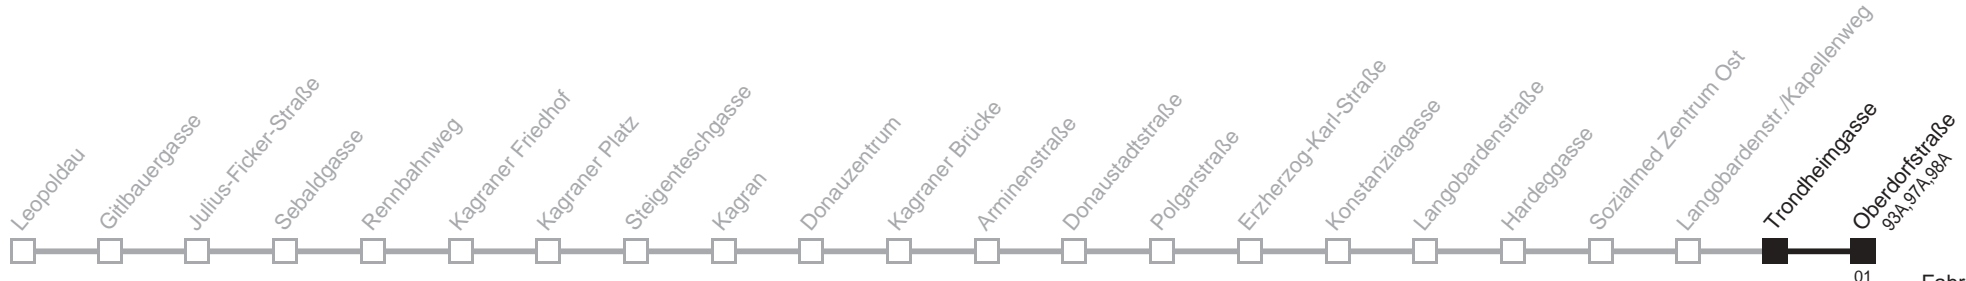 Leopoldau
Gitlbauergasse
Julius-Ficker-Straße
Sebaldgasse
Rennbahnweg
Kagraner Friedhof
Kagraner Platz
Steigenteschgasse
Kagran
Donauzentrum
Kagraner Brücke
Arminenstraße
Donaustadtstraße
Polgarstraße
Erzherzog-Karl-Straße
Konstanziagasse
Langobardenstraße
Hardeggasse
Sozialmed Zentrum Ost
Langobardenstr./Kapellenweg
Trondheimgasse
Oberdorfstraße
93A,97A,98A
01